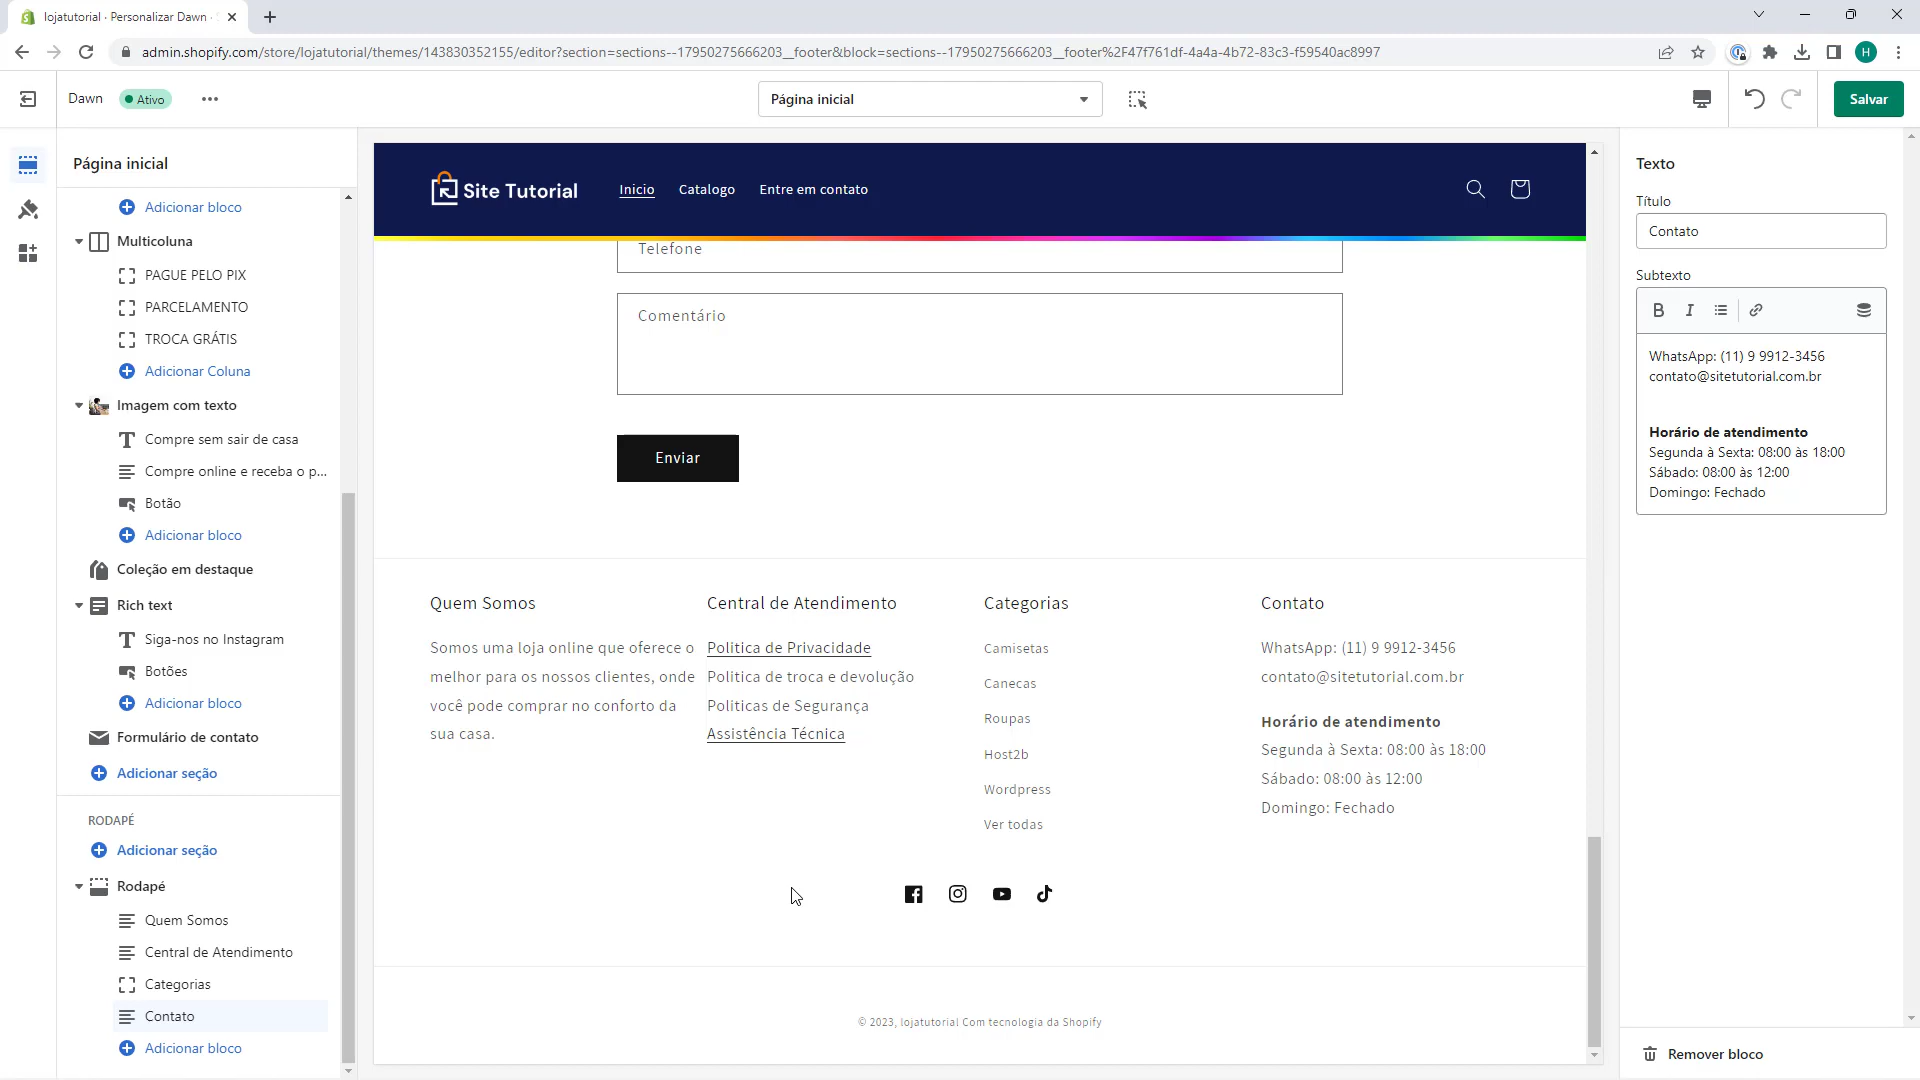 lojatutorial · Personalizar Dawn ·
admin.shopify.com/store/lojatutorial/themes/143830352155/editor?section=sections--17950275666203__footer&block=sections--17950275666203__footer%2F47f761df-4a4a-4b72-83c3-f59540ac8997
H
Dawn
Ativo
Página inicial
Salvar
Página inicial
Adicionar bloco
Multicoluna
PAGUE PELO PIX
PARCELAMENTO
TROCA GRÁTIS
Adicionar Coluna
Imagem com texto
Compre sem sair de casa
Compre online e receba o p...
Botão
Adicionar bloco
Coleção em destaque
Rich text
Siga-nos no Instagram
Botões
Adicionar bloco
Formulário de contato
Adicionar seção
RODAPÉ
Adicionar seção
Rodapé
Quem Somos
Central de Atendimento
Categorias
Contato
Adicionar bloco
Site Tutorial
Inicio
Catalogo
Entre em contato
Telefone
Comentário
Enviar
Quem Somos
Somos uma loja online que oferece o
melhor para os nossos clientes, onde
você pode comprar no conforto da
sua casa.
Central de Atendimento
Politica de Privacidade
Politica de troca e devolução
Politicas de Segurança
Assistência Técnica
Categorias
Camisetas
Canecas
Roupas
Host2b
Wordpress
Ver todas
Contato
WhatsApp: (11) 9 9912-3456
contato@sitetutorial.com.br
Horário de atendimento
Segunda à Sexta: 08:00 às 18:00
Sábado: 08:00 às 12:00
Domingo: Fechado
© 2023, lojatutorial Com tecnologia da Shopify
Texto
Título
Contato
Subtexto
B I
WhatsApp: (11) 9 9912-3456
contato@sitetutorial.com.br
Horário de atendimento
Segunda à Sexta: 08:00 às 18:00
Sábado: 08:00 às 12:00
Domingo: Fechado
Remover bloco